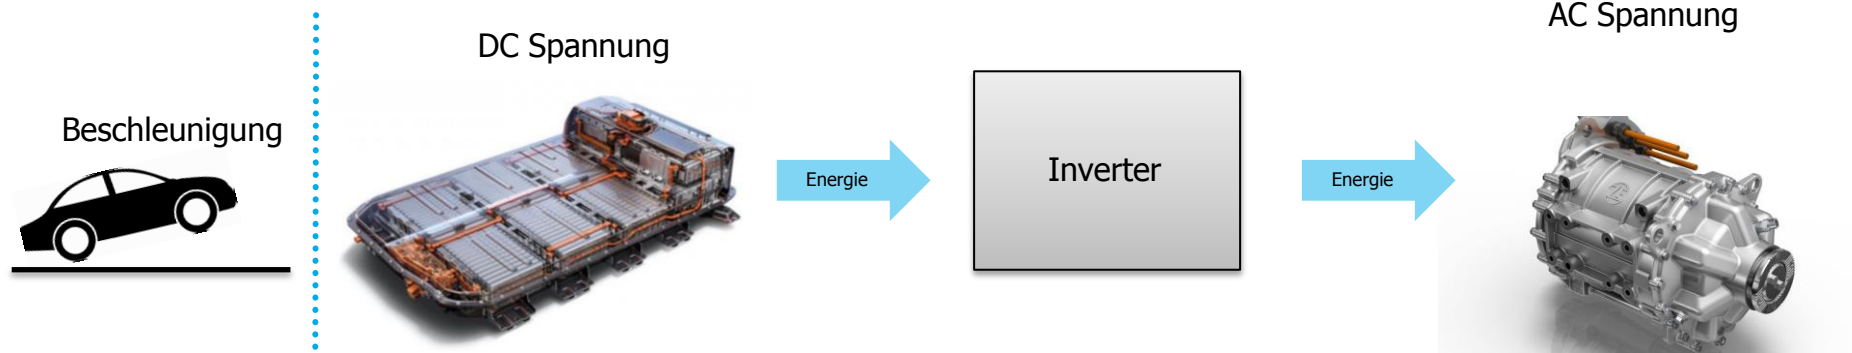 Beschleunigung
DC Spannung
Energie
Inverter
Energie
AC Spannung